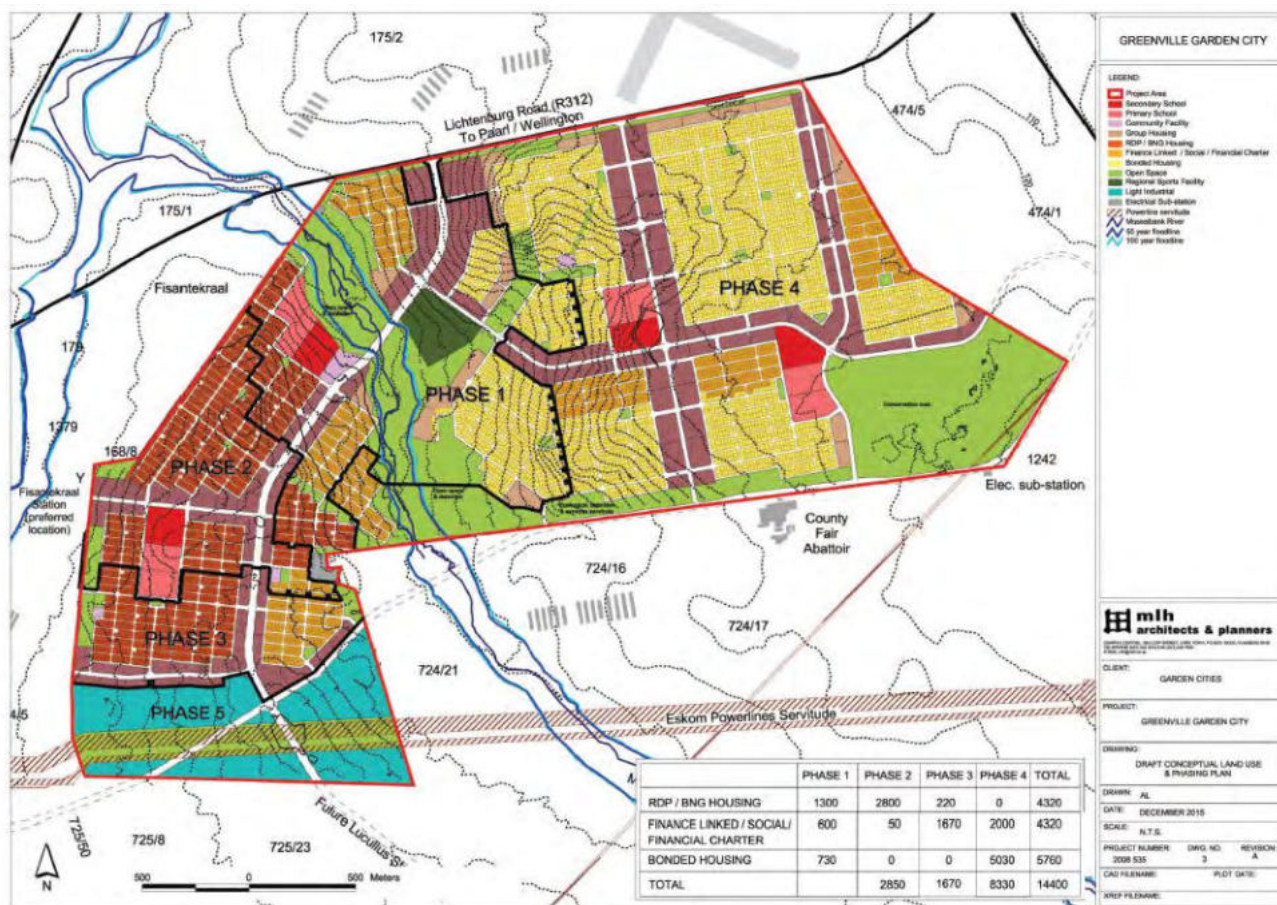 GREENVILLE GARDEN CITY
LEGEND:
Project Area
Secondary School
Primary School
Community Facility
Group Housing
RDP / BNG Housing
Finance Linked / Social / Financial Charter
Bonded Housing
Open Space
Regional Sports Facility
Light Industrial
Electrical Sub-station
Powerline servitude
Mosselbank River
50 year floodline
100 year floodline
175/2
Lichtenburg Road (R312)
To Paarl / Wellington
474/5
110
120
474/1
175/1
Fisantekraal
179
1379
168/8
Y
Fisantekraal
Station
(preferred
location)
PHASE 4
PHASE 1
PHASE 2
Conservation area
1242
Elec. sub-station
County
Fair
Abattoir
724/16
724/17
PHASE 3
724/21
PHASE 5
4/5
Eskom Powerlines Servitude
M
Future Lucullus St
725/50
725/8
725/23
N
500 0 500 Meters
PHASE 1 PHASE 2 PHASE 3 PHASE 4 TOTAL
RDP / BNG HOUSING 1300 2800 220 0 4320
FINANCE LINKED / SOCIAL/ 600 50 1670 2000 4320
FINANCIAL CHARTER
BONDED HOUSING 730 0 0 5030 5760
TOTAL 2850 1670 8330 14400
mlh
architects & planners
CLIENT:
GARDEN CITIES
PROJECT:
GREENVILLE GARDEN CITY
DRAWING:
DRAFT CONCEPTUAL LAND USE
& PHASING PLAN
DRAWN: AL
DATE: DECEMBER 2015
SCALE: N.T.S.
PROJECT NUMBER: DWG NO. REVISION:
2008 535 3 A
CAD FILENAME: PLOT DATE:
XREF FILENAME: